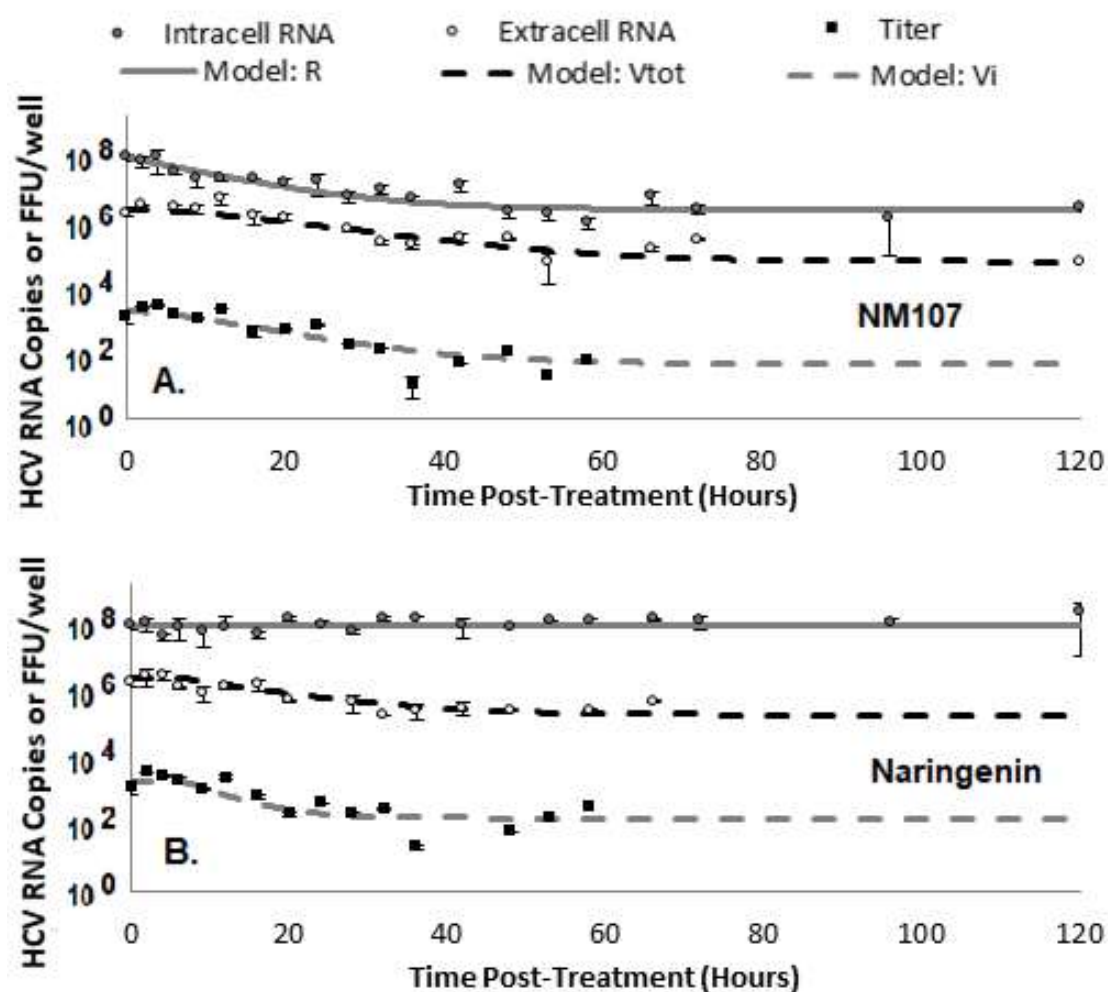 Intracell RNA Extracell RNA Titer
Model: R Model: Vtot Model: Vi
HCV RNA Copies or FFU/well
10 8
10 6
10 4
10 2
10 0
NM107
A.
0 20 40 60 80 100 120
Time Post-Treatment (Hours)
HCV RNA Copies or FFU/well
10 8
10 6
10 4
10 2
10 0
Naringenin
B.
0 20 40 60 80 100 120
Time Post-Treatment (Hours)